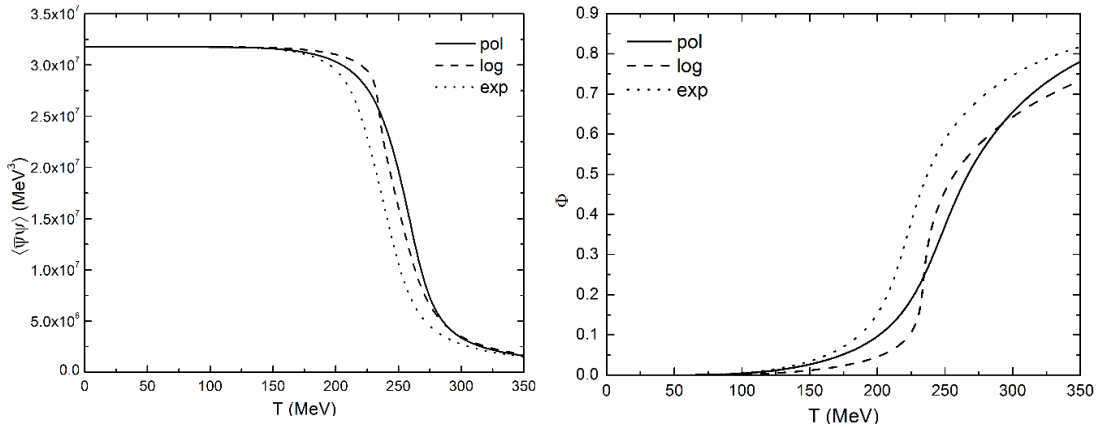 3.5x10⁷
3.0x10⁷
2.5x10⁷
2.0x10⁷
1.5x10⁷
1.0x10⁷
5.0x10⁶
0.0
⟨ψ̅ψ⟩ (MeV³)
pol
log
exp
0 50 100 150 200 250 300 350
T (MeV)
0.9
0.8
0.7
0.6
0.5
0.4
0.3
0.2
0.1
0.0
Φ
pol
log
exp
50 100 150 200 250 300 350
T (MeV)